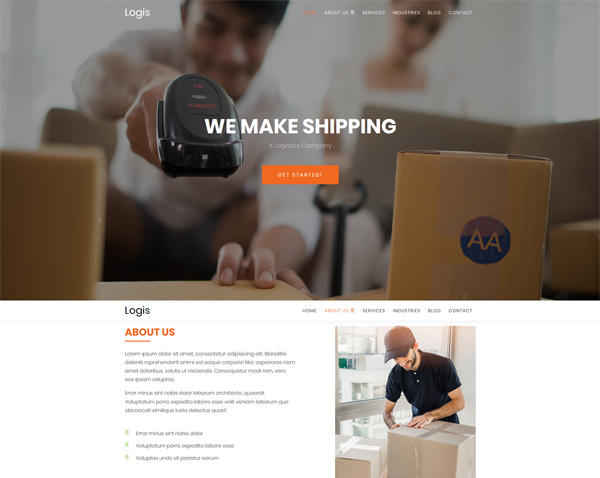 Logis
HOME ABOUT US SERVICES INDUSTRIES BLOG CONTACT
WE MAKE SHIPPING
A Logistics Company
GET STARTED!
AA
Logis
HOME ABOUT US SERVICES INDUSTRIES BLOG CONTACT
ABOUT US
Lorem ipsum dolor sit amet, consectetur adipisicing elit. Blanditiis
deleniti reprehenderit animi est eaque corporis! Nisi, asperiores nam
amet doloribus, soluta ut reiciendis. Consequatur modi rem, vero
eos ipsam voluptas.
Error minus sint nobis dolor laborum architecto, quaerat.
Voluptatum porro expedita labore esse velit veniam laborum quo
obcaecati similique iusto delectus quasi!
Error minus sint nobis dolor
Voluptatum porro expedita labore esse
Voluptas unde sit pariatur earum